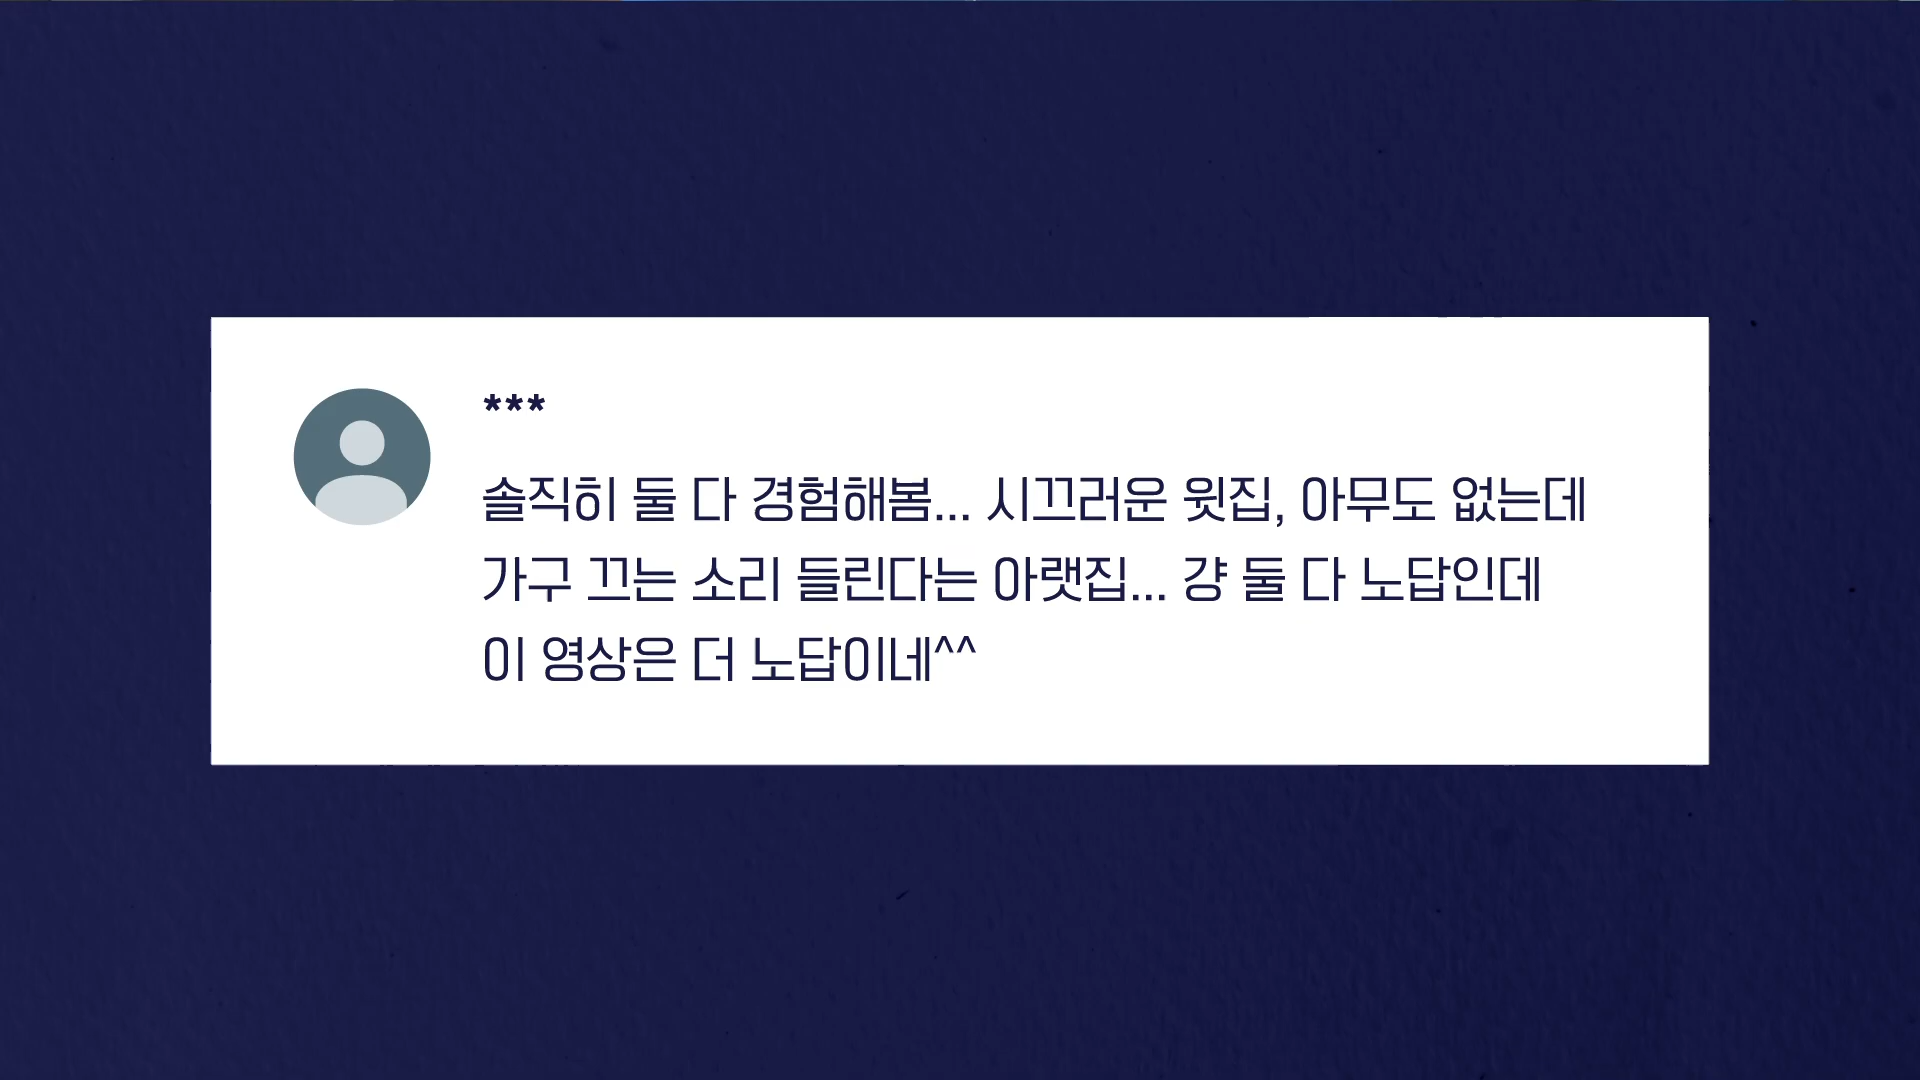 ***
솔직히 둘 다 경험해봄... 시끄러운 윗집, 아무도 없는데
가구 끄는 소리 들린다는 아랫집... 걍 둘 다 노답인데
이 영상은 더 노답이네^^